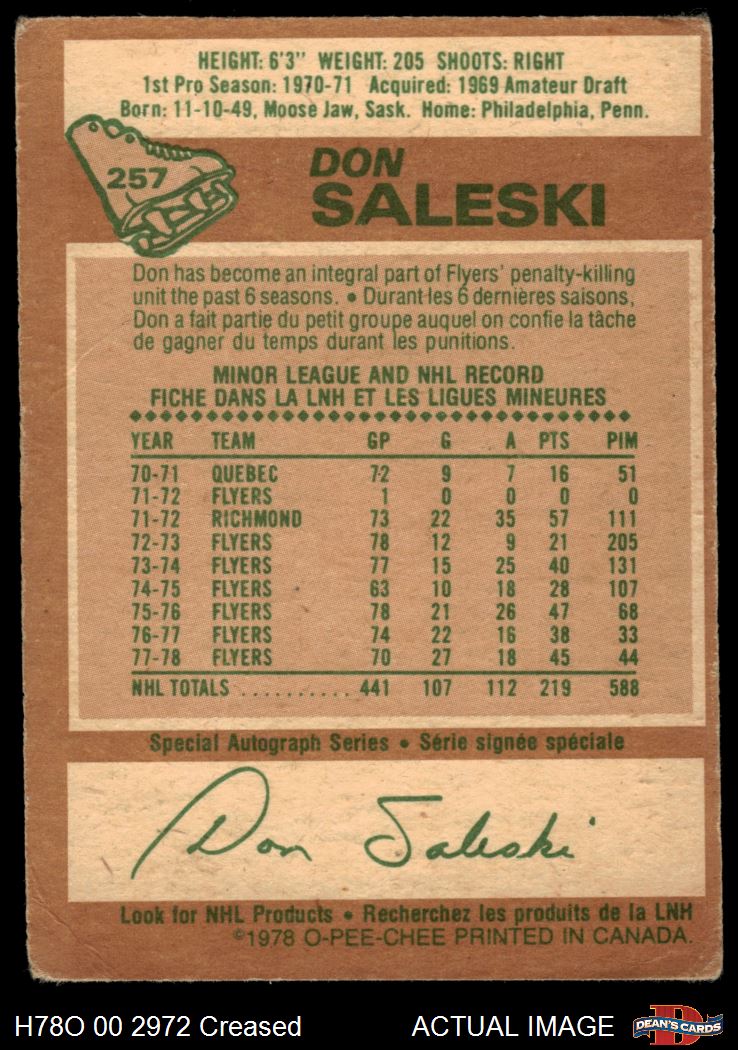 HEIGHT: 6'3" WEIGHT: 205 SHOOTS: RIGHT
1st Pro Season: 1970-71 Acquired: 1969 Amateur Draft
Born: 11-10-49, Moose Jaw, Sask. Home: Philadelphia, Penn.
257
DON
SALESKI
Don has become an integral part of Flyers' penalty-killing
unit the past 6 seasons. • Durant les 6 dernières saisons,
Don a fait partie du petit groupe auquel on confie la tâche
de gagner du temps durant les punitions.
MINOR LEAGUE AND NHL RECORD
FICHE DANS LA LNH ET LES LIGUES MINEURES
YEAR TEAM GP G A PTS PIM
70-71 QUEBEC 72 9 7 16 51
71-72 FLYERS 1 0 0 0 0
71-72 RICHMOND 73 22 35 57 111
72-73 FLYERS 78 12 9 21 205
73-74 FLYERS 77 15 25 40 131
74-75 FLYERS 63 10 18 28 107
75-76 FLYERS 78 21 26 47 68
76-77 FLYERS 74 22 16 38 33
77-78 FLYERS 70 27 18 45 44
NHL TOTALS .......... 441 107 112 219 588
Special Autograph Series • Série signée spéciale
Don Saleski
Look for NHL Products • Recherchez les produits de la LNH
©1978 O-PEE-CHEE PRINTED IN CANADA.
H78O 00 2972 Creased ACTUAL IMAGE
D
DEAN'S CARDS